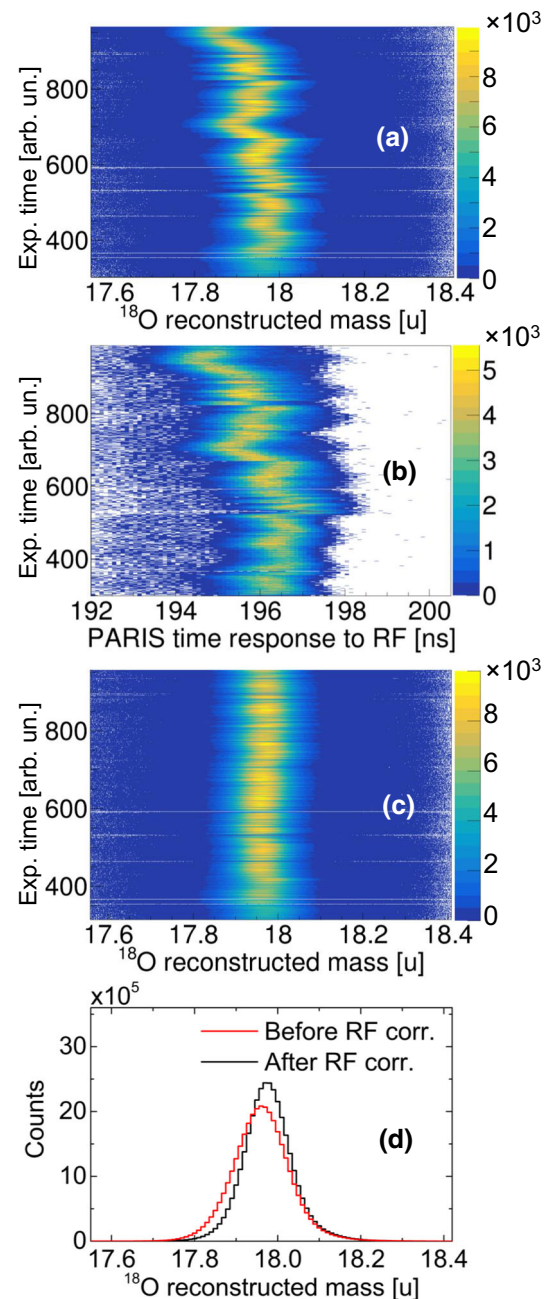 ×10³
Exp. time [arb. un.]
800
600
400
(a)
8
6
4
2
0
17.6 17.8 18 18.2 18.4
¹⁸O reconstructed mass [u]
×10³
Exp. time [arb. un.]
800
600
400
(b)
5
4
3
2
1
0
192 194 196 198 200
PARIS time response to RF [ns]
×10³
Exp. time [arb. un.]
800
600
400
(c)
8
6
4
2
0
17.6 17.8 18 18.2 18.4
¹⁸O reconstructed mass [u]
x10⁵
Counts
30
20
10
0
Before RF corr.
After RF corr.
(d)
17.6 17.8 18.0 18.2 18.4
¹⁸O reconstructed mass [u]